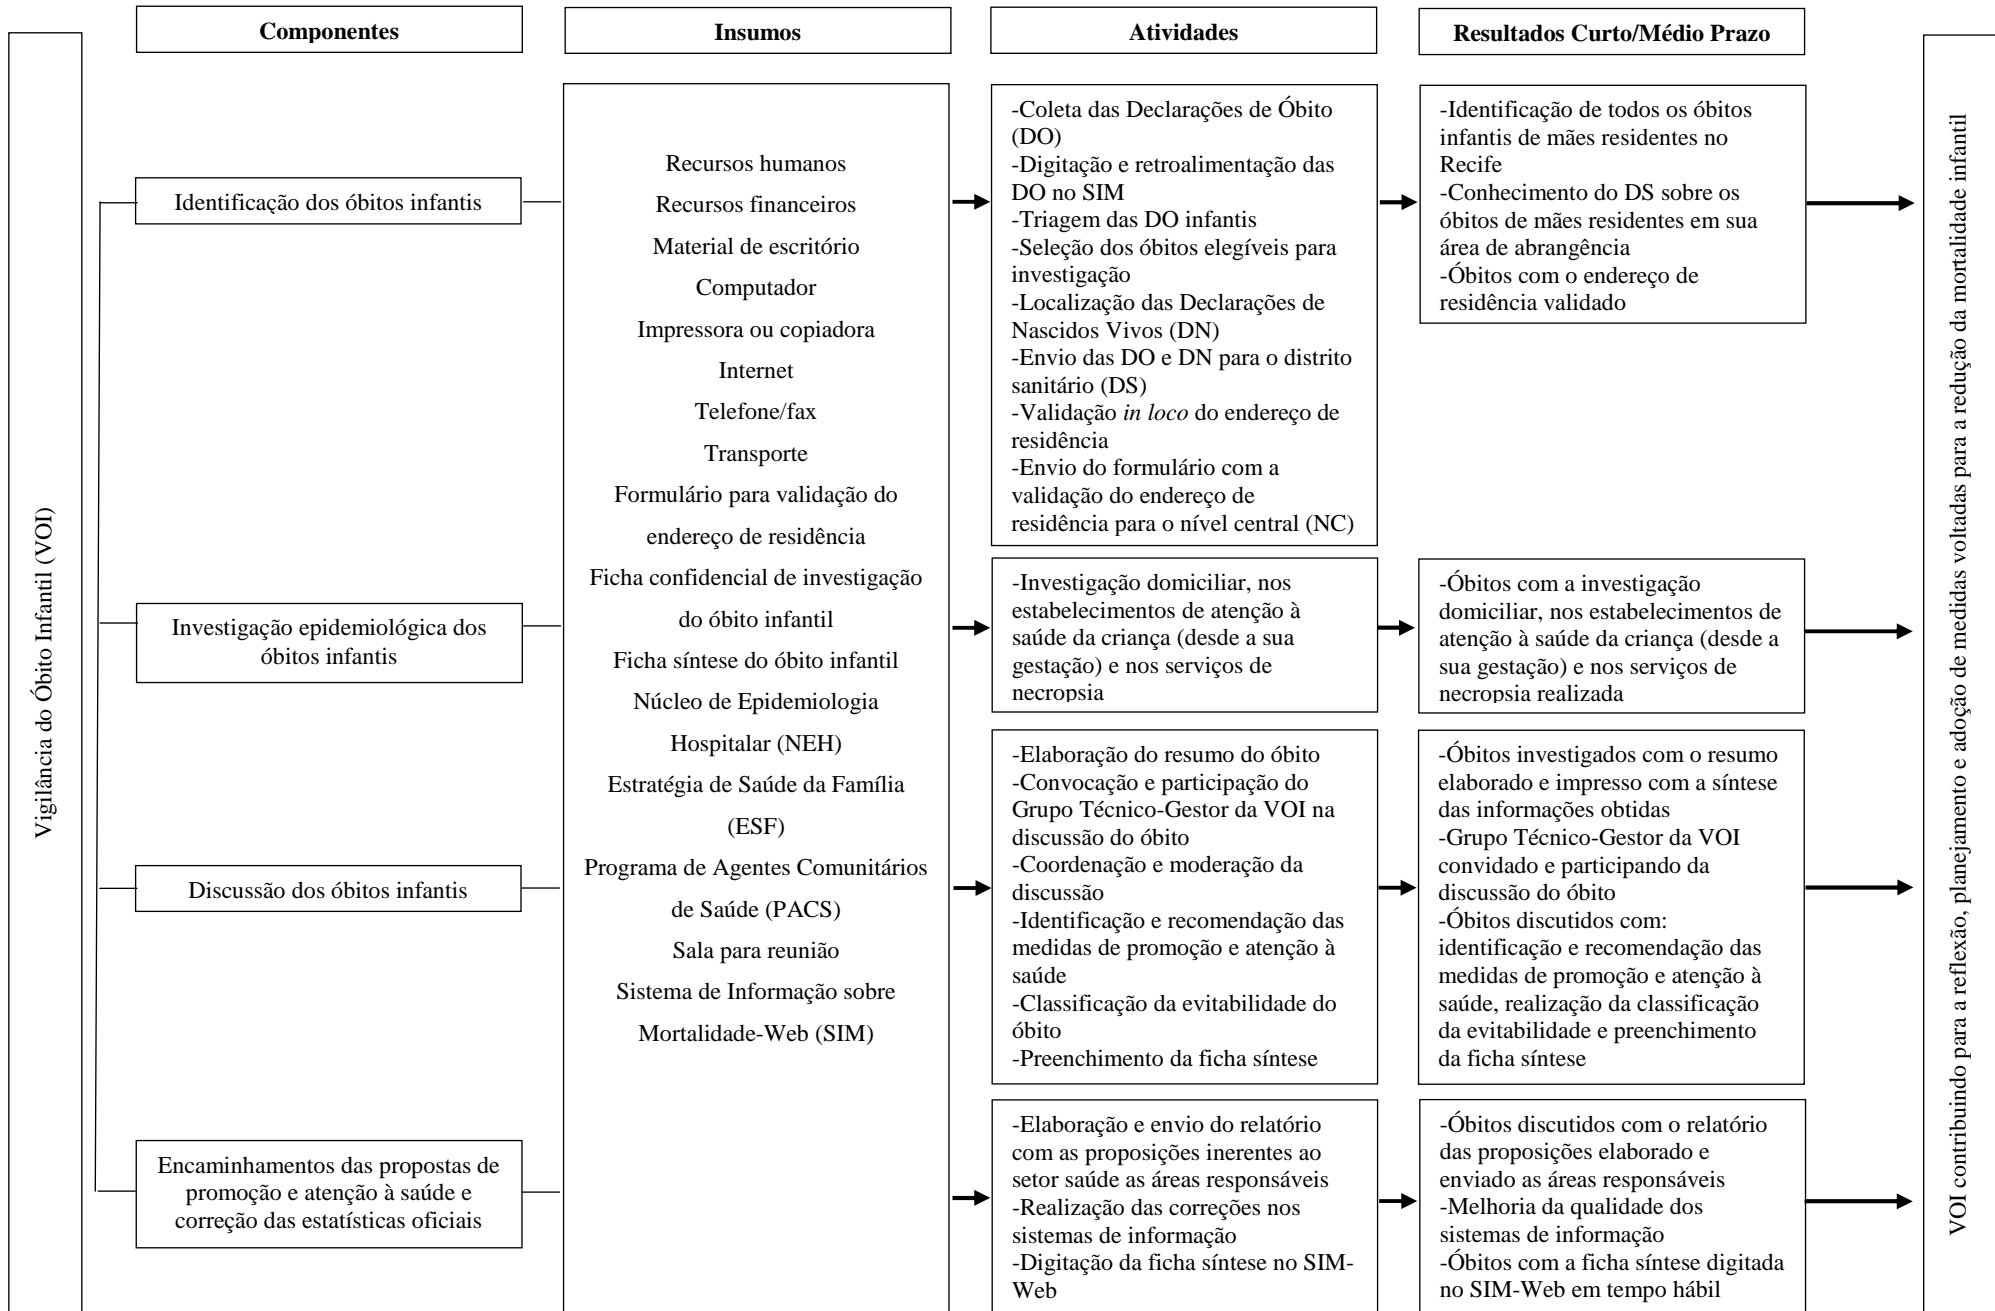 Componentes
Insumos
Atividades
Resultados Curto/Médio Prazo
Vigilância do Óbito Infantil (VOI)
Identificação dos óbitos infantis
Investigação epidemiológica dos
óbitos infantis
Discussão dos óbitos infantis
Encaminhamentos das propostas de
promoção e atenção à saúde e
correção das estatísticas oficiais
Recursos humanos
Recursos financeiros
Material de escritório
Computador
Impressora ou copiadora
Internet
Telefone/fax
Transporte
Formulário para validação do
endereço de residência
Ficha confidencial de investigação
do óbito infantil
Ficha síntese do óbito infantil
Núcleo de Epidemiologia
Hospitalar (NEH)
Estratégia de Saúde da Família
(ESF)
Programa de Agentes Comunitários
de Saúde (PACS)
Sala para reunião
Sistema de Informação sobre
Mortalidade-Web (SIM)
-Coleta das Declarações de Óbito
(DO)
-Digitação e retroalimentação das
DO no SIM
-Triagem das DO infantis
-Seleção dos óbitos elegíveis para
investigação
-Localização das Declarações de
Nascidos Vivos (DN)
-Envio das DO e DN para o distrito
sanitário (DS)
-Validação in loco do endereço de
residência
-Envio do formulário com a
validação do endereço de
residência para o nível central (NC)
-Identificação de todos os óbitos
infantis de mães residentes no
Recife
-Conhecimento do DS sobre os
óbitos de mães residentes em sua
área de abrangência
-Óbitos com o endereço de
residência validado
-Investigação domiciliar, nos
estabelecimentos de atenção à
saúde da criança (desde a sua
gestação) e nos serviços de
necropsia
-Óbitos com a investigação
domiciliar, nos estabelecimentos de
atenção à saúde da criança (desde a
sua gestação) e nos serviços de
necropsia realizada
-Elaboração do resumo do óbito
-Convocação e participação do
Grupo Técnico-Gestor da VOI na
discussão do óbito
-Coordenação e moderação da
discussão
-Identificação e recomendação das
medidas de promoção e atenção à
saúde
-Classificação da evitabilidade do
óbito
-Preenchimento da ficha síntese
-Óbitos investigados com o resumo
elaborado e impresso com a síntese
das informações obtidas
-Grupo Técnico-Gestor da VOI
convidado e participando da
discussão do óbito
-Óbitos discutidos com:
identificação e recomendação das
medidas de promoção e atenção à
saúde, realização da classificação
da evitabilidade e preenchimento
da ficha síntese
-Elaboração e envio do relatório
com as proposições inerentes ao
setor saúde as áreas responsáveis
-Realização das correções nos
sistemas de informação
-Digitação da ficha síntese no SIM-
Web
-Óbitos discutidos com o relatório
das proposições elaborado e
enviado as áreas responsáveis
-Melhoria da qualidade dos
sistemas de informação
-Óbitos com a ficha síntese digitada
no SIM-Web em tempo hábil
VOI contribuindo para a reflexão, planejamento e adoção de medidas voltadas para a redução da mortalidade infantil